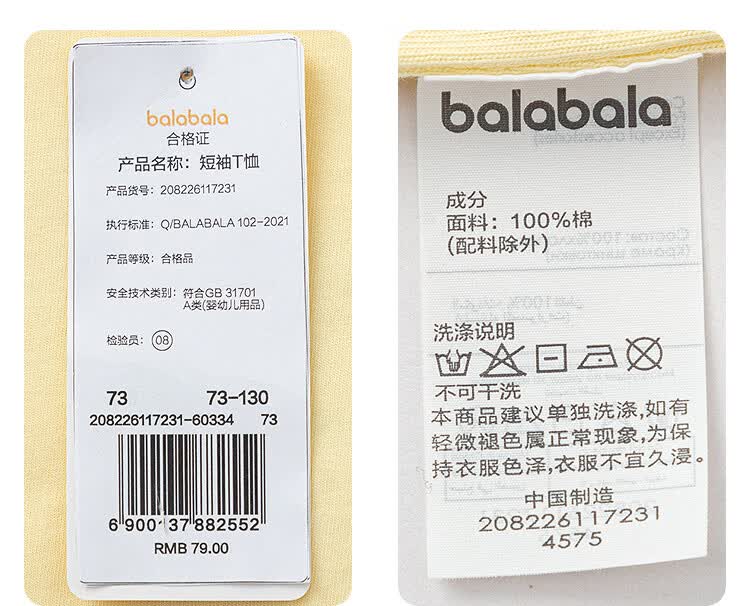 balabala
合格证
产品名称：短袖T恤
产品货号：208226117231
执行标准：Q/BALABALA 102-2021
产品等级：合格品
安全技术类别：符合GB 31701
A类(婴幼儿用品)
检验员：08
73 73-130
208226117231-60334 73
6 900137 882552
RMB 79.00
balabala
成分
面料：100%棉
(配料除外)
洗涤说明
不可干洗
本商品建议单独洗涤,如有
轻微褪色属正常现象,为保
持衣服色泽,衣服不宜久浸。
中国制造
208226117231
4575